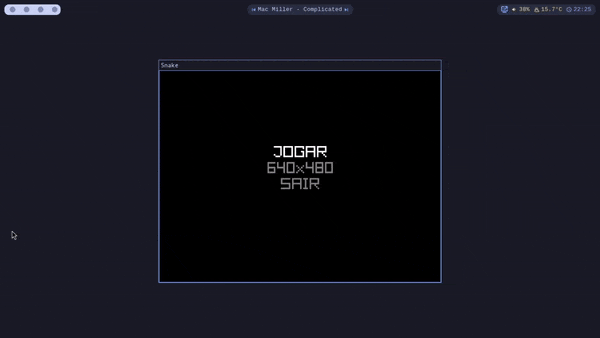 Mac Miller - Complicated
38% 15.7°C 22:25
Snake
JOGAR
640x480
SAIR